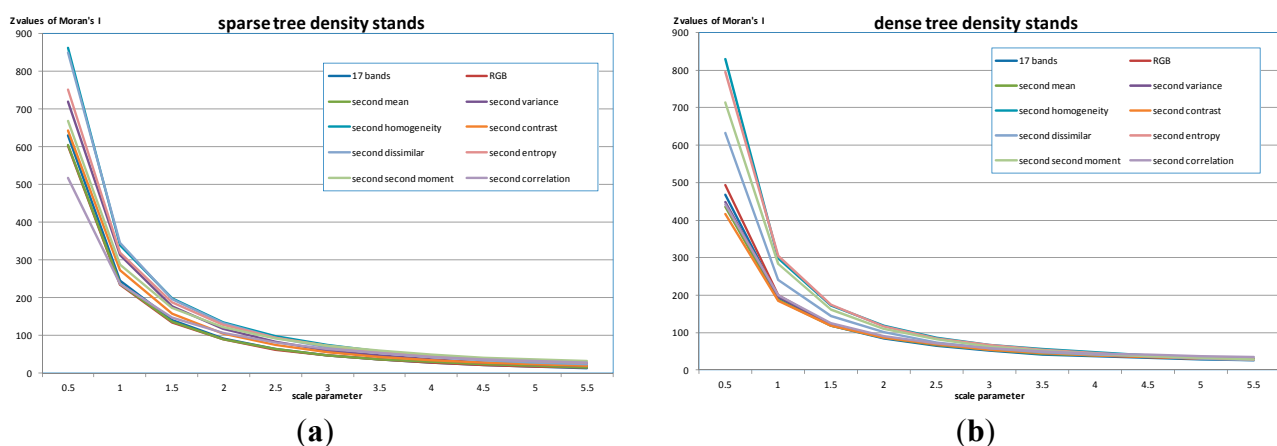 Z values of Moran's I
sparse tree density stands
900
800
700
600
500
400
300
200
100
0
17 bands
RGB
second mean
second variance
second homogeneity
second contrast
second dissimilar
second entropy
second second moment
second correlation
0.5 1 1.5 2 2.5 3 3.5 4 4.5 5 5.5
scale parameter
(a)
Z values of Moran's I
dense tree density stands
900
800
700
600
500
400
300
200
100
0
17 bands
RGB
second mean
second variance
second homogeneity
second contrast
second dissimilar
second entropy
second second moment
second correlation
0.5 1 1.5 2 2.5 3 3.5 4 4.5 5 5.5
scale parameter
(b)